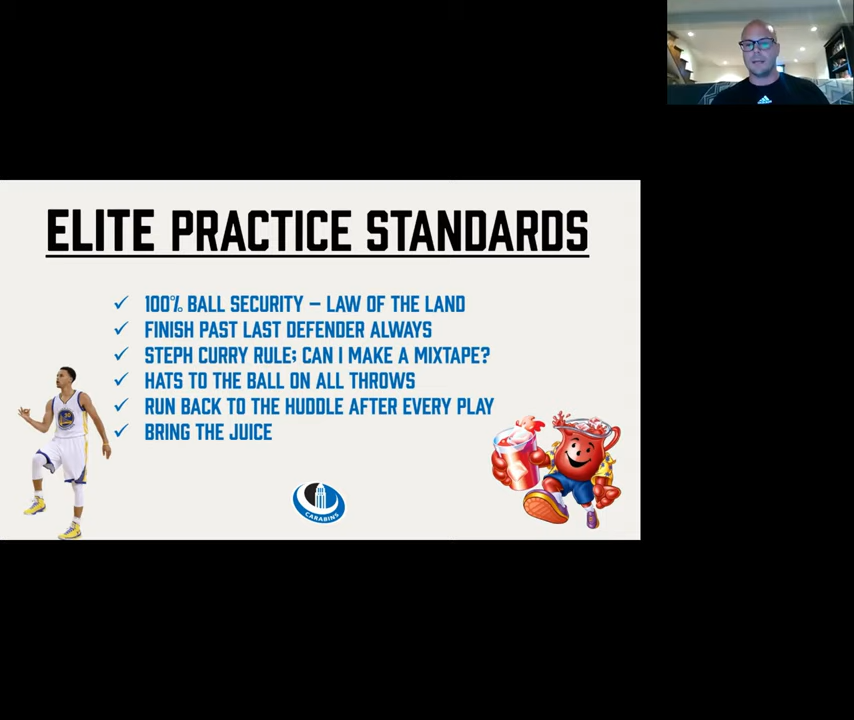 ELITE PRACTICE STANDARDS
✓ 100% BALL SECURITY – LAW OF THE LAND
✓ FINISH PAST LAST DEFENDER ALWAYS
✓ STEPH CURRY RULE; CAN I MAKE A MIXTAPE?
✓ HATS TO THE BALL ON ALL THROWS
✓ RUN BACK TO THE HUDDLE AFTER EVERY PLAY
✓ BRING THE JUICE
CARABINS